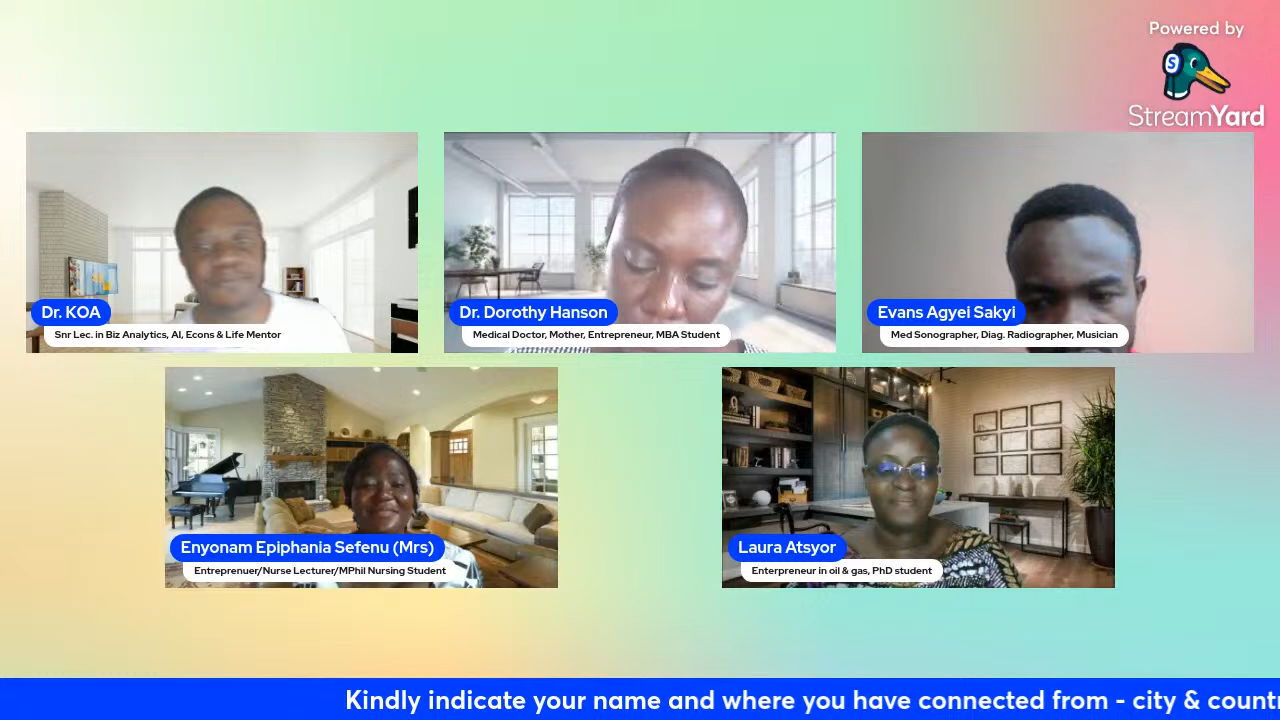 Powered by
S
StreamYard
Dr. KOA
Snr Lec. in Biz Analytics, AI, Econs & Life Mentor
Dr. Dorothy Hanson
Medical Doctor, Mother, Entrepreneur, MBA Student
Evans Agyei Sakyi
Med Sonographer, Diag. Radiographer, Musician
Enyonam Epiphania Sefenu (Mrs)
Entreprenuer/Nurse Lecturer/MPhil Nursing Student
Laura Atsyor
Enterpreneur in oil & gas, PhD student
Kindly indicate your name and where you have connected from - city & countr